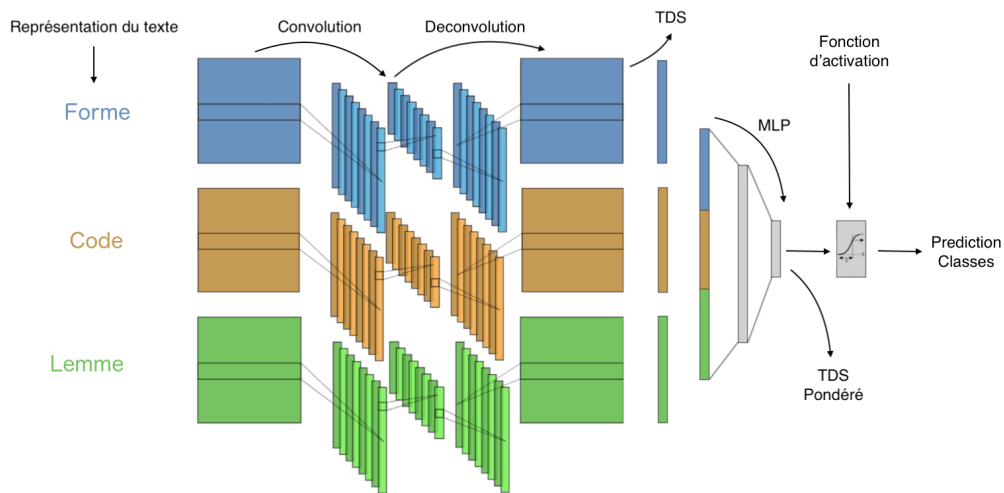 Représentation du texte
Convolution
Deconvolution
TDS
Fonction
d'activation
Forme
MLP
Code
Prediction
Classes
Lemme
TDS
Pondéré